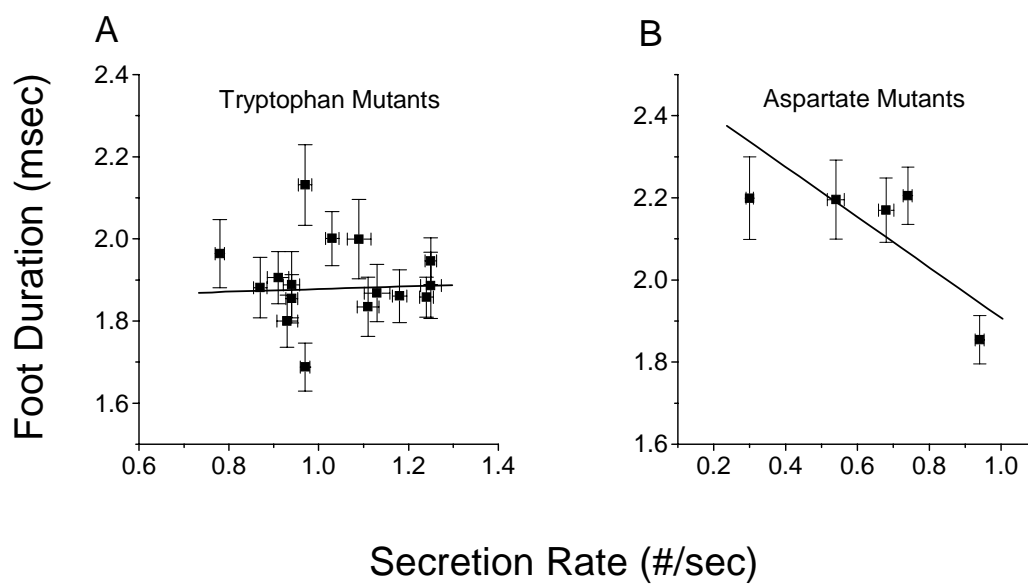 A
B
Tryptophan Mutants
Aspartate Mutants
Foot Duration (msec)
2.4
2.2
2.0
1.8
1.6
0.6 0.8 1.0 1.2 1.4
2.4
2.2
2.0
1.8
1.6
0.2 0.4 0.6 0.8 1.0
Secretion Rate (#/sec)